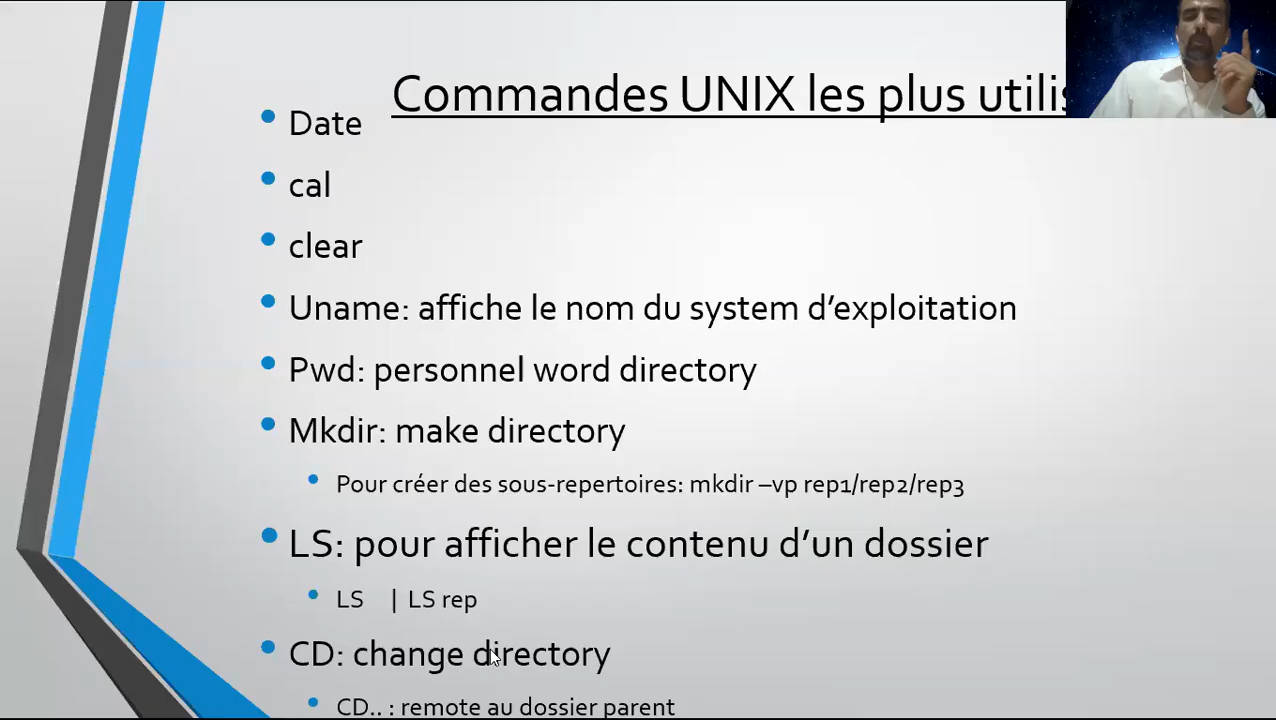 Commandes UNIX les plus utilis
Date
cal
clear
Uname: affiche le nom du system d’exploitation
Pwd: personnel word directory
Mkdir: make directory
Pour créer des sous-repertoires: mkdir –vp rep1/rep2/rep3
LS: pour afficher le contenu d’un dossier
LS | LS rep
CD: change directory
CD.. : remote au dossier parent